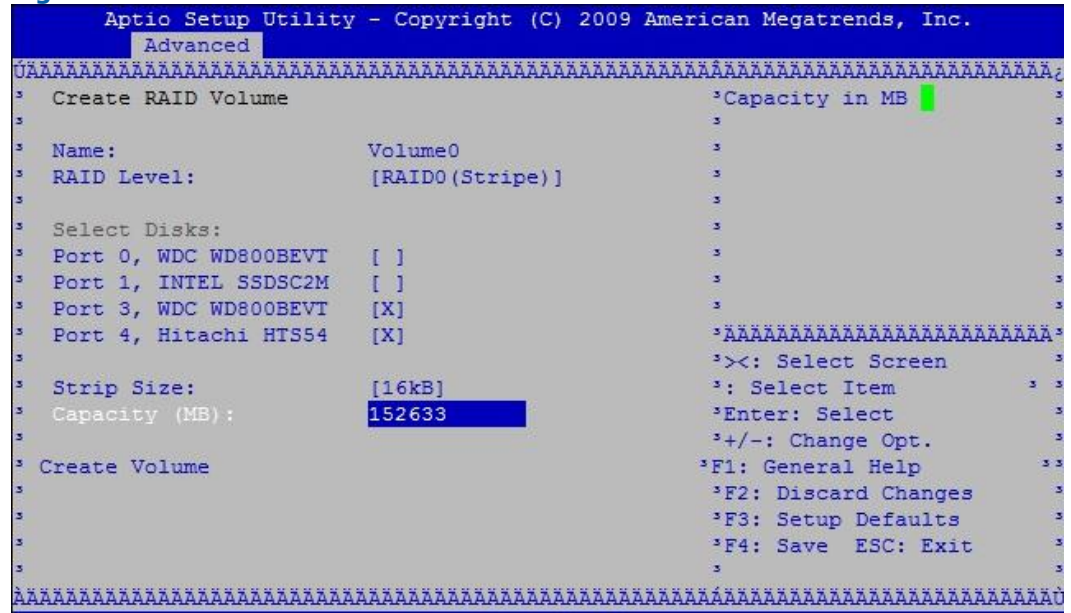 Aptio Setup Utility - Copyright (C) 2009 American Megatrends, Inc.
Advanced
Create RAID Volume
Capacity in MB
Name: Volume0
RAID Level: [RAID0(Stripe)]
Select Disks:
Port 0, WDC WD800BEVT [ ]
Port 1, INTEL SSDSC2M [ ]
Port 3, WDC WD800BEVT [X]
Port 4, Hitachi HTS54 [X]
Strip Size: [16kB]
Capacity (MB): 152633
Create Volume
><: Select Screen
: Select Item
Enter: Select
+/-: Change Opt.
F1: General Help
F2: Discard Changes
F3: Setup Defaults
F4: Save ESC: Exit